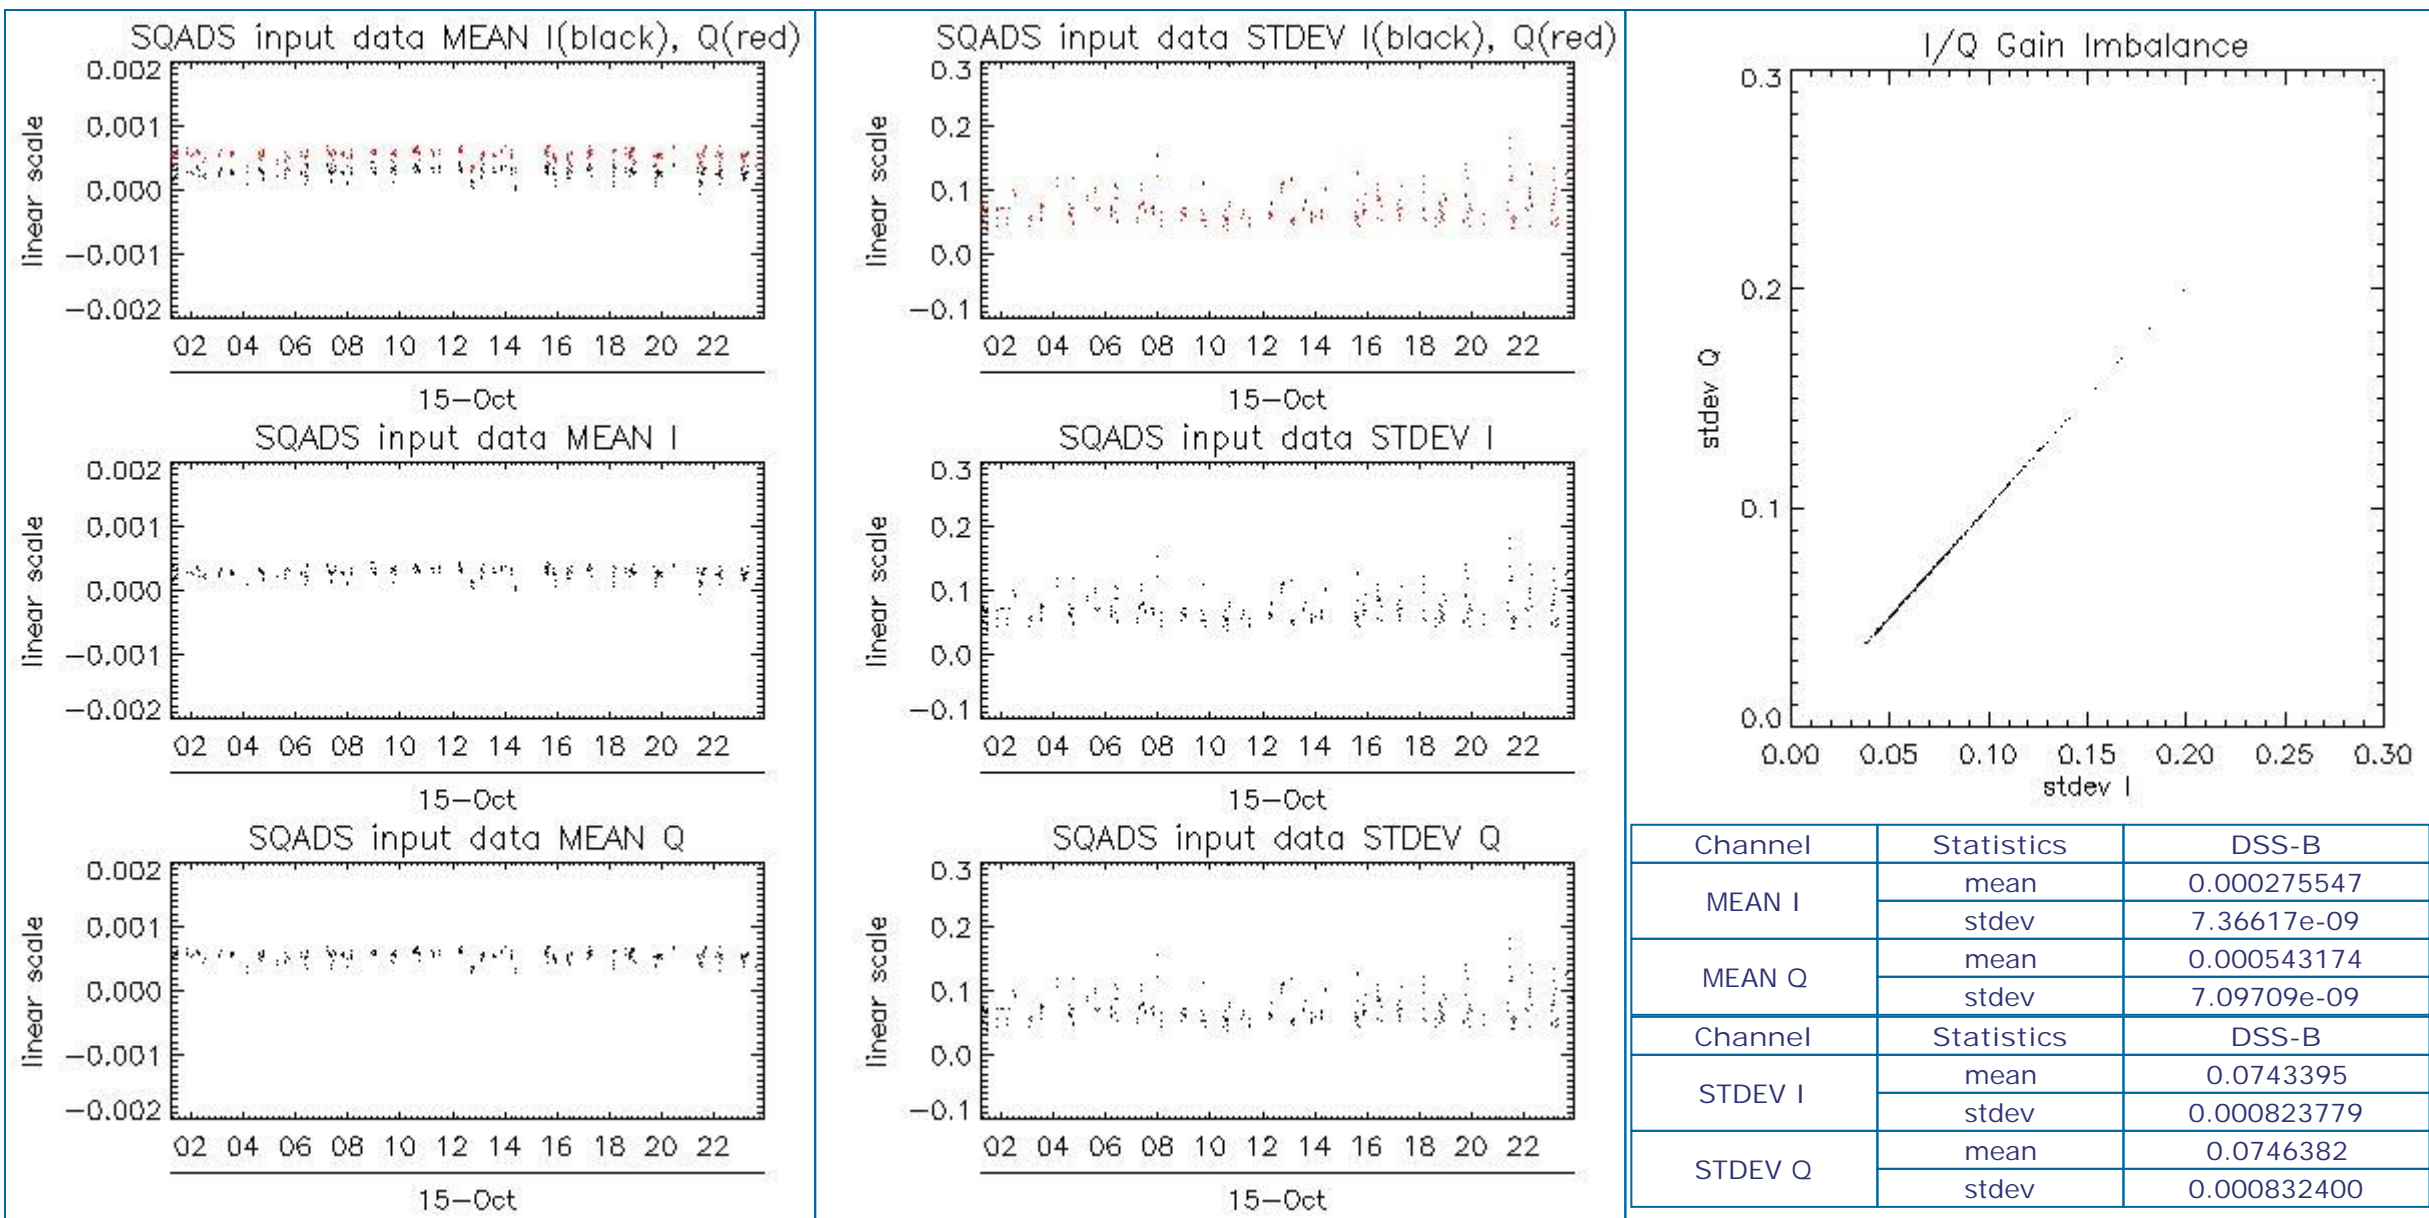 SQADS input data MEAN I(black), Q(red)
0.002
0.001
0.000
−0.001
−0.002
linear scale
02 04 06 08 10 12 14 16 18 20 22
15−Oct
SQADS input data MEAN I
0.002
0.001
0.000
−0.001
−0.002
linear scale
02 04 06 08 10 12 14 16 18 20 22
15−Oct
SQADS input data MEAN Q
0.002
0.001
0.000
−0.001
−0.002
linear scale
02 04 06 08 10 12 14 16 18 20 22
15−Oct
SQADS input data STDEV I(black), Q(red)
0.3
0.2
0.1
0.0
−0.1
linear scale
02 04 06 08 10 12 14 16 18 20 22
15−Oct
SQADS input data STDEV I
0.3
0.2
0.1
0.0
−0.1
linear scale
02 04 06 08 10 12 14 16 18 20 22
15−Oct
SQADS input data STDEV Q
0.3
0.2
0.1
0.0
−0.1
linear scale
02 04 06 08 10 12 14 16 18 20 22
15−Oct
I/Q Gain Imbalance
0.3
0.2
0.1
0.0
stdev Q
0.00 0.05 0.10 0.15 0.20 0.25 0.30
stdev I
Channel Statistics DSS-B
MEAN I mean 0.000275547
stdev 7.36617e-09
MEAN Q mean 0.000543174
stdev 7.09709e-09
Channel Statistics DSS-B
STDEV I mean 0.0743395
stdev 0.000823779
STDEV Q mean 0.0746382
stdev 0.000832400